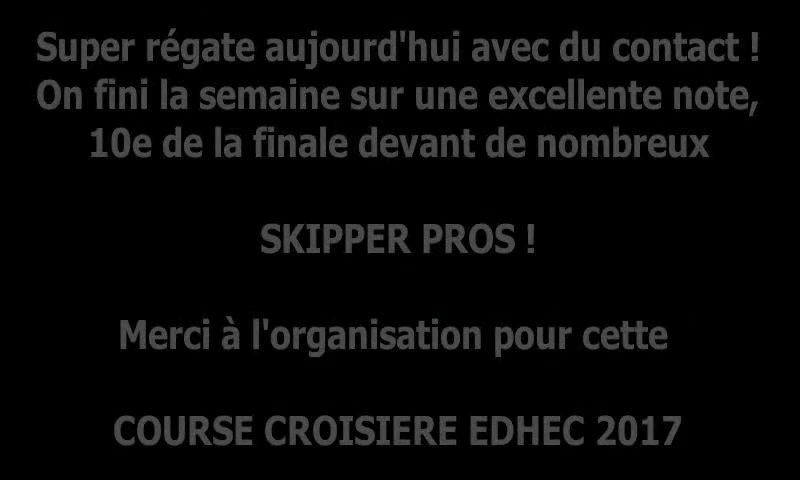 Super régate aujourd'hui avec du contact !
On fini la semaine sur une excellente note,
10e de la finale devant de nombreux
SKIPPER PROS !
Merci à l'organisation pour cette
COURSE CROISIERE EDHEC 2017